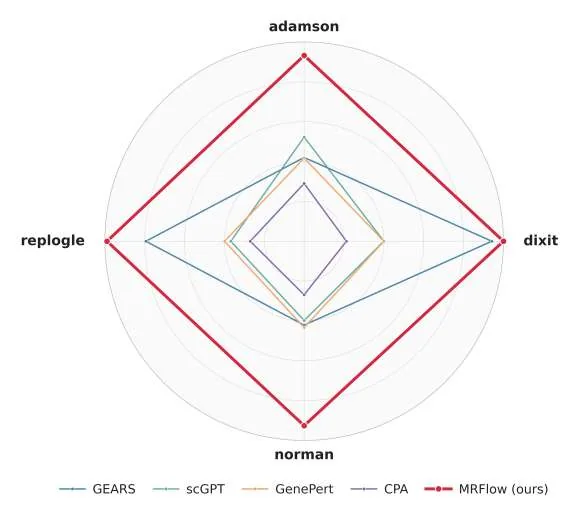 adamson
replogle
dixit
norman
GEARS scGPT GenePert CPA MRFlow (ours)